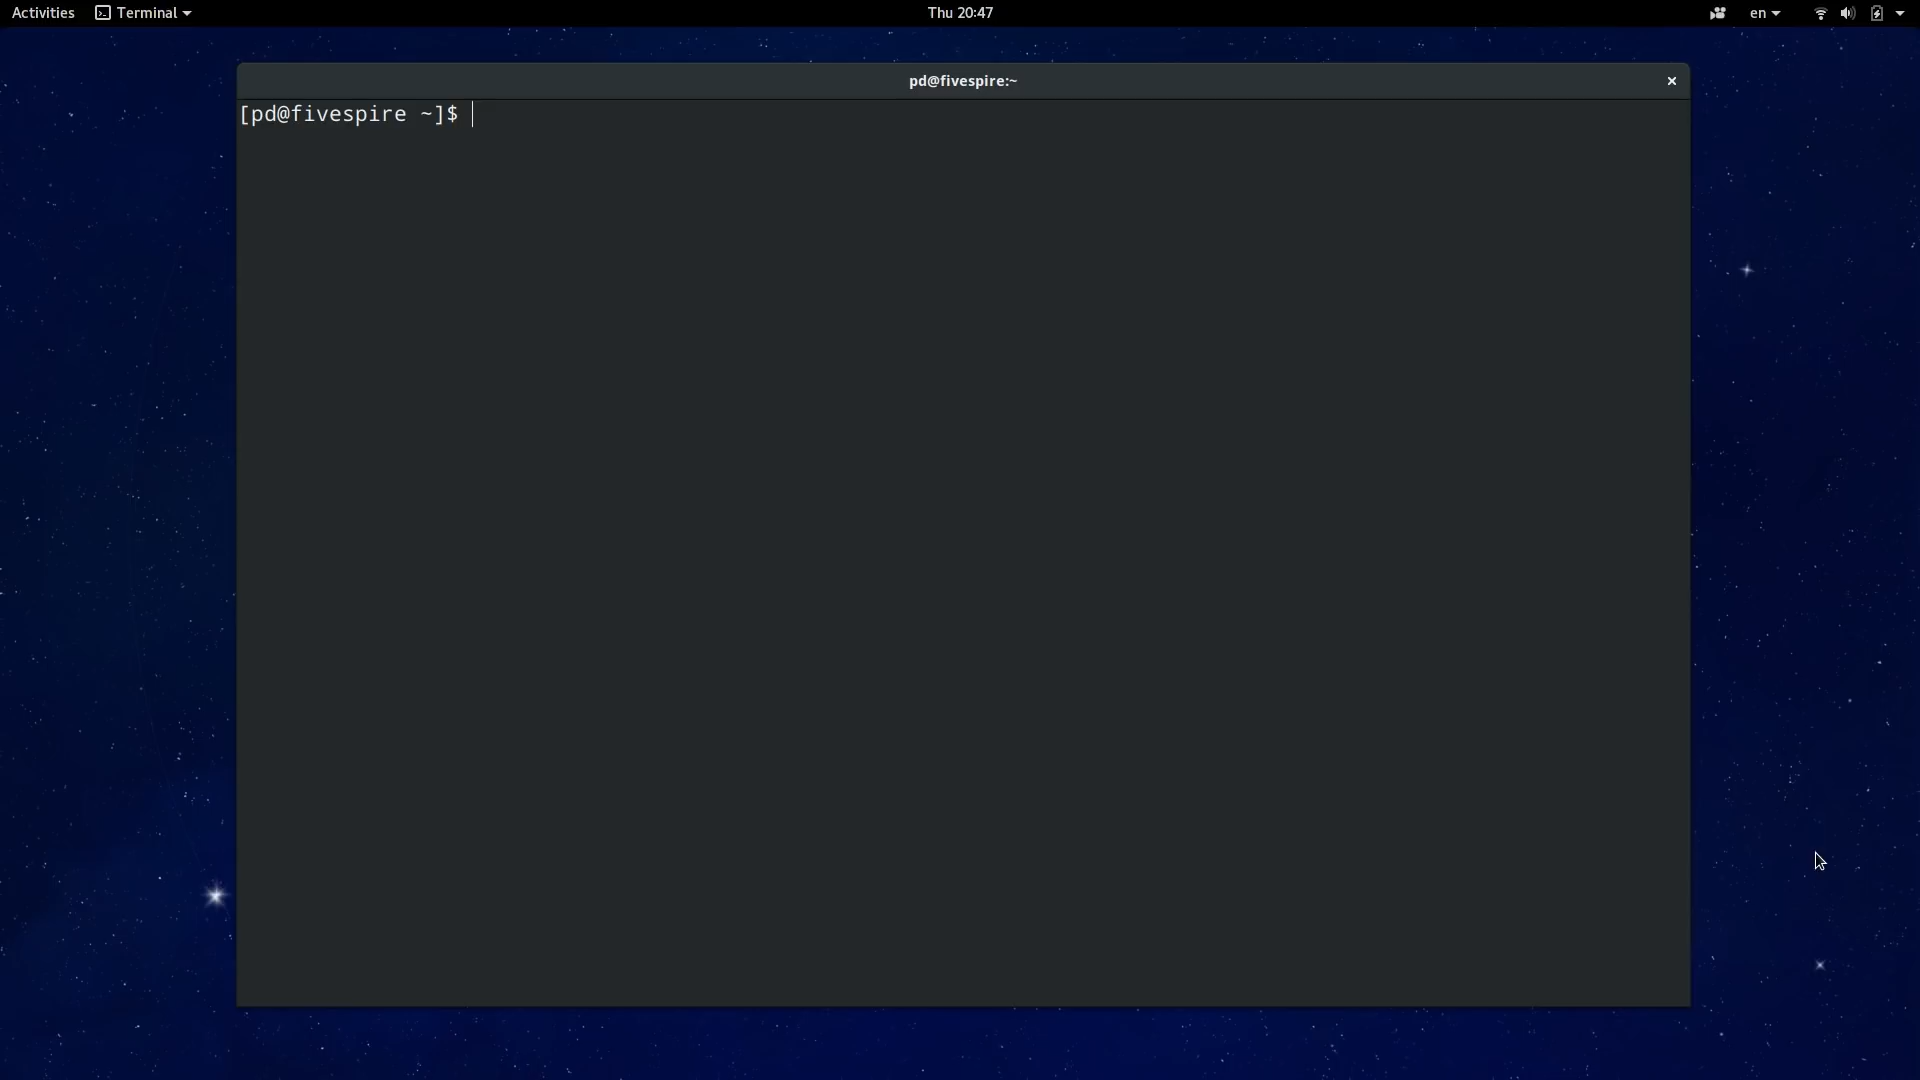 Activities Terminal Thu 20:47 en
pd@fivespire:~
[pd@fivespire ~]$